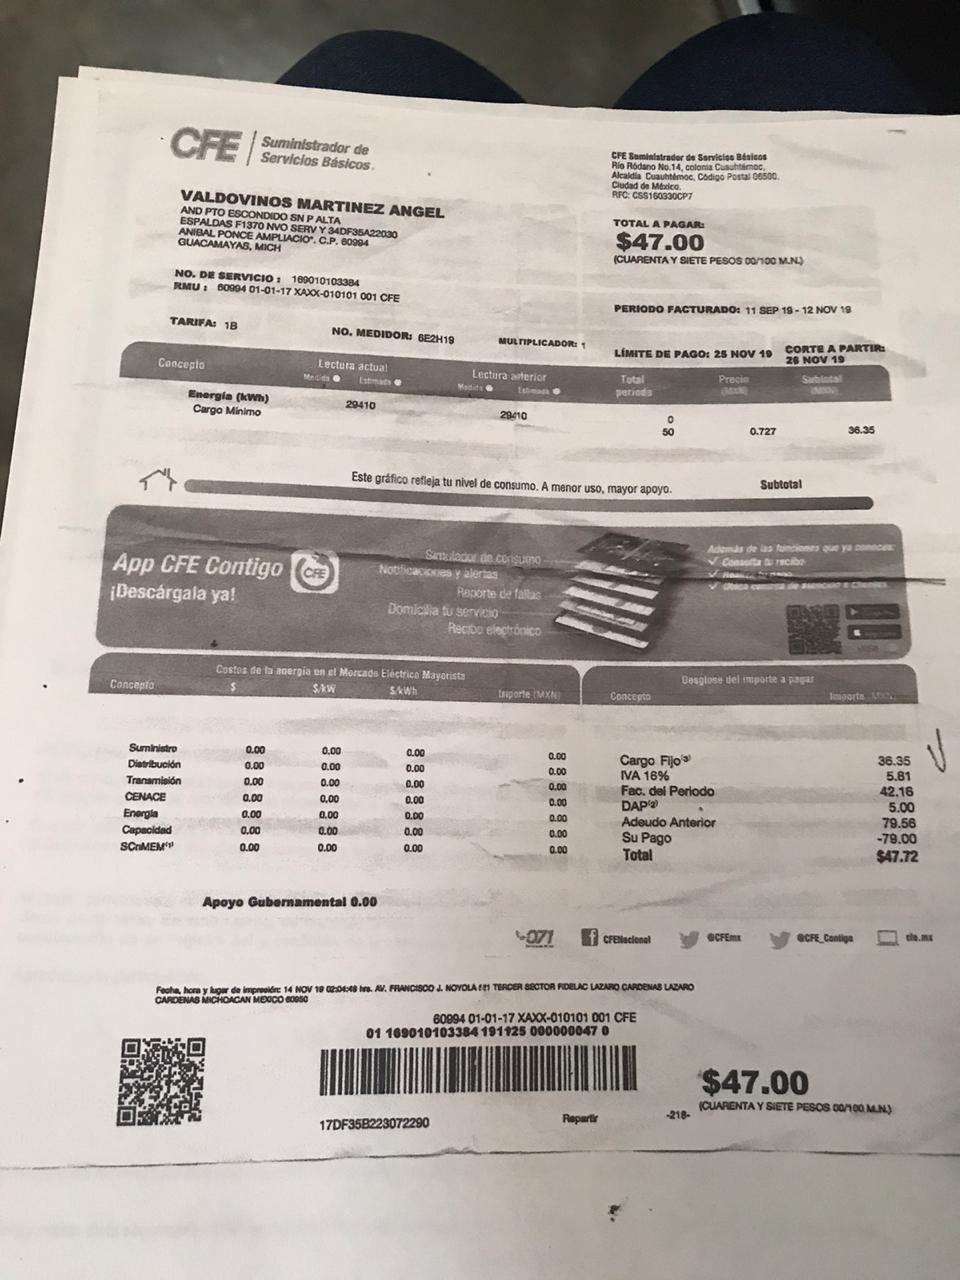 CFE Suministrador de
Servicios Básicos
CFE Suministrador de Servicios Básicos
Río Ródano No.14, colonia Cuauhtémoc,
Alcaldía Cuauhtémoc, Código Postal 06500,
Ciudad de México.
RFC: CSS160330CP7
VALDOVINOS MARTINEZ ANGEL
AND PTO ESCONDIDO SN P ALTA
ESPALDAS F1370 NVO SERV Y 34DF35A22030
ANIBAL PONCE AMPLIACIO*. C.P. 60994
GUACAMAYAS, MICH
TOTAL A PAGAR:
$47.00
(CUARENTA Y SIETE PESOS 00/100 M.N.)
NO. DE SERVICIO : 169010103384
RMU : 60994 01-01-17 XAXX-010101 001 CFE
PERIODO FACTURADO: 11 SEP 19 - 12 NOV 19
TARIFA: 1B NO. MEDIDOR: 6E2H19 MULTIPLICADOR: 1
LÍMITE DE PAGO: 25 NOV 19 CORTE A PARTIR:
26 NOV 19
Concepto Lectura actual Lectura anterior Total periodo Precio (MXN) Subtotal (MXN)
Medida Estimada Medida Estimada
Energía (kWh) 29410 29410 0
Cargo Mínimo 50 0.727 36.35
Este gráfico refleja tu nivel de consumo. A menor uso, mayor apoyo. Subtotal
App CFE Contigo CFE
¡Descárgala ya!
Simulador de consumo
Notificaciones y alertas
Reporte de fallas
Domicilia tu servicio
Recibo electrónico
Además de las funciones que ya conoces:
✓ Consulta tu recibo
Costos de la energía en el Mercado Eléctrico Mayorista
Concepto $ $/kW $/kWh Importe (MXN)
Suministro 0.00 0.00 0.00 0.00
Distribución 0.00 0.00 0.00 0.00
Transmisión 0.00 0.00 0.00 0.00
CENACE 0.00 0.00 0.00 0.00
Energía 0.00 0.00 0.00 0.00
Capacidad 0.00 0.00 0.00 0.00
SCnMEM(1) 0.00 0.00 0.00 0.00
Desglose del importe a pagar
Concepto Importe (MXN)
Cargo Fijo(3) 36.35
IVA 16% 5.81
Fac. del Periodo 42.16
DAP(2) 5.00
Adeudo Anterior 79.56
Su Pago -79.00
Total $47.72
Apoyo Gubernamental 0.00
071 CFENacional @CFEmx @CFE_Contigo cfe.mx
Fecha, hora y lugar de impresión: 14 NOV 19 02:04:48 hrs. AV. FRANCISCO J. NOYOLA TERCER SECTOR FIDELAC LAZARO CARDENAS LAZARO
CARDENAS MICHOACAN MEXICO 60950
60994 01-01-17 XAXX-010101 001 CFE
01 169010103384 191125 000000047 0
17DF35B223072290 Repartir -218-
$47.00
(CUARENTA Y SIETE PESOS 00/100 M.N.)